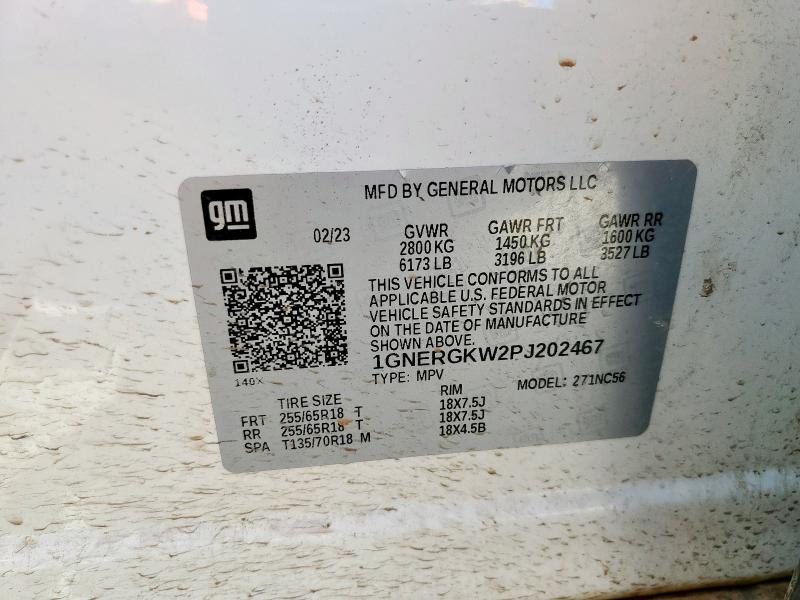 gm
MFD BY GENERAL MOTORS LLC
02/23 GVWR GAWR FRT GAWR RR
2800 KG 1450 KG 1600 KG
6173 LB 3196 LB 3527 LB
THIS VEHICLE CONFORMS TO ALL
APPLICABLE U.S. FEDERAL MOTOR
VEHICLE SAFETY STANDARDS IN EFFECT
ON THE DATE OF MANUFACTURE
SHOWN ABOVE.
1GNERGKW2PJ202467
140X TYPE: MPV MODEL: 271NC56
TIRE SIZE RIM
FRT 255/65R18 T 18X7.5J
RR 255/65R18 T 18X7.5J
SPA T135/70R18 M 18X4.5B